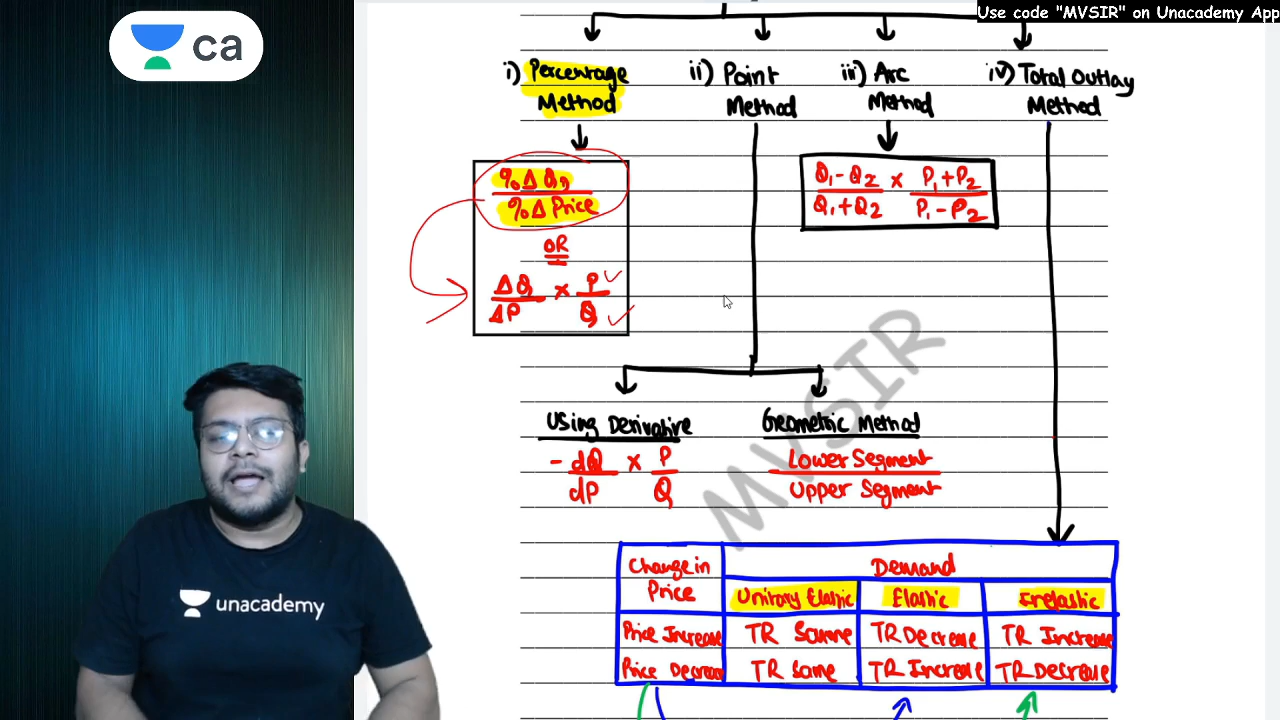 Use code "MVSIR" on Unacademy App
ca
i) Percentage Method
ii) Point Method
iii) Arc Method
iv) Total Outlay Method
%Δ QD
%Δ Price
OR
ΔQ × P
ΔP Q
Q1-Q2 × P1+P2
Q1+Q2 P1-P2
Using Derivative
- dQ × P
dP Q
Geometric Method
Lower Segment
Upper Segment
MVSIR
unacademy
Change in Price
Demand
Unitary Elastic
Elastic
Inelastic
Price Increase
TR Same
TR Decrease
TR Increase
Price Decrease
TR Same
TR Increase
TR Decrease